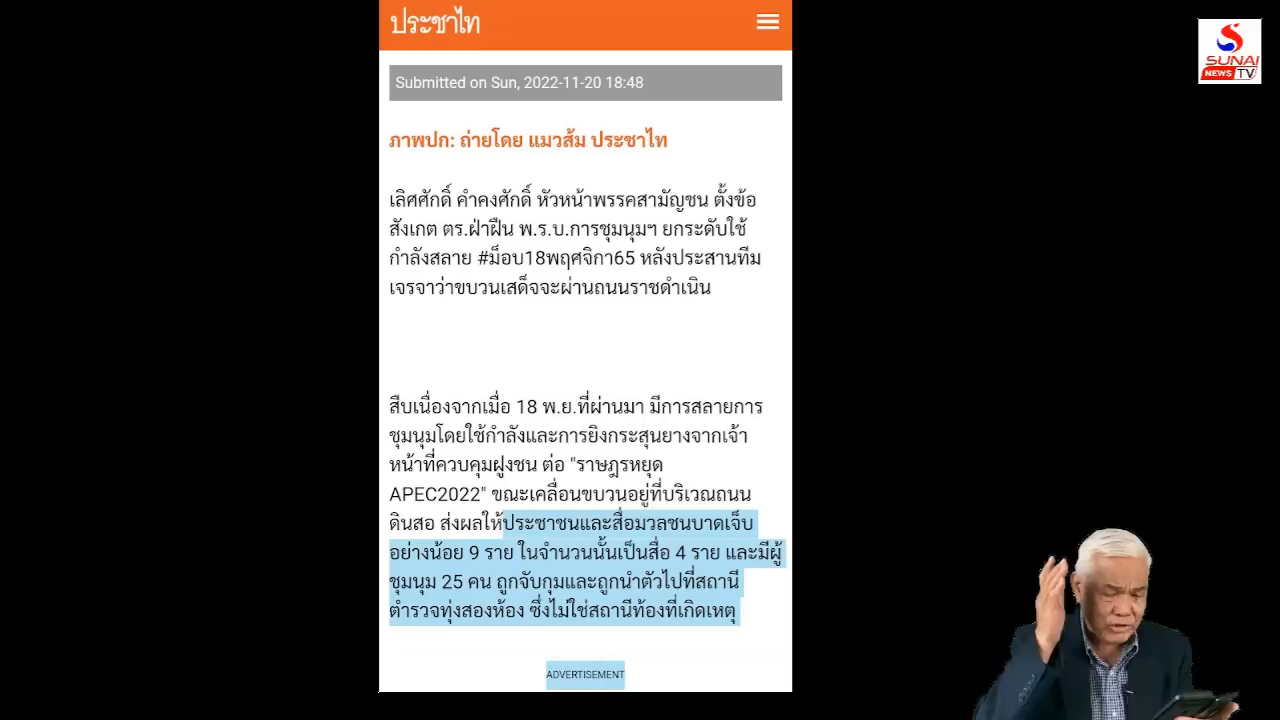 ประชาไท
SUNAI
NEWS TV
Submitted on Sun, 2022-11-20 18:48
ภาพปก: ถ่ายโดย แมวส้ม ประชาไท
เลิศศักดิ์ คำคงศักดิ์ หัวหน้าพรรคสามัญชน ตั้งข้อ
สังเกต ตร.ฝ่าฝืน พ.ร.บ.การชุมนุมฯ ยกระดับใช้
กำลังสลาย #ม็อบ18พฤศจิกา65 หลังประสานทีม
เจรจาว่าขบวนเสด็จจะผ่านถนนราชดำเนิน
สืบเนื่องจากเมื่อ 18 พ.ย.ที่ผ่านมา มีการสลายการ
ชุมนุมโดยใช้กำลังและการยิงกระสุนยางจากเจ้า
หน้าที่ควบคุมฝูงชน ต่อ "ราษฎรหยุด
APEC2022" ขณะเคลื่อนขบวนอยู่ที่บริเวณถนน
ดินสอ ส่งผลให้ประชาชนและสื่อมวลชนบาดเจ็บ
อย่างน้อย 9 ราย ในจำนวนนั้นเป็นสื่อ 4 ราย และมีผู้
ชุมนุม 25 คน ถูกจับกุมและถูกนำตัวไปที่สถานี
ตำรวจทุ่งสองห้อง ซึ่งไม่ใช่สถานีท้องที่เกิดเหตุ
ADVERTISEMENT